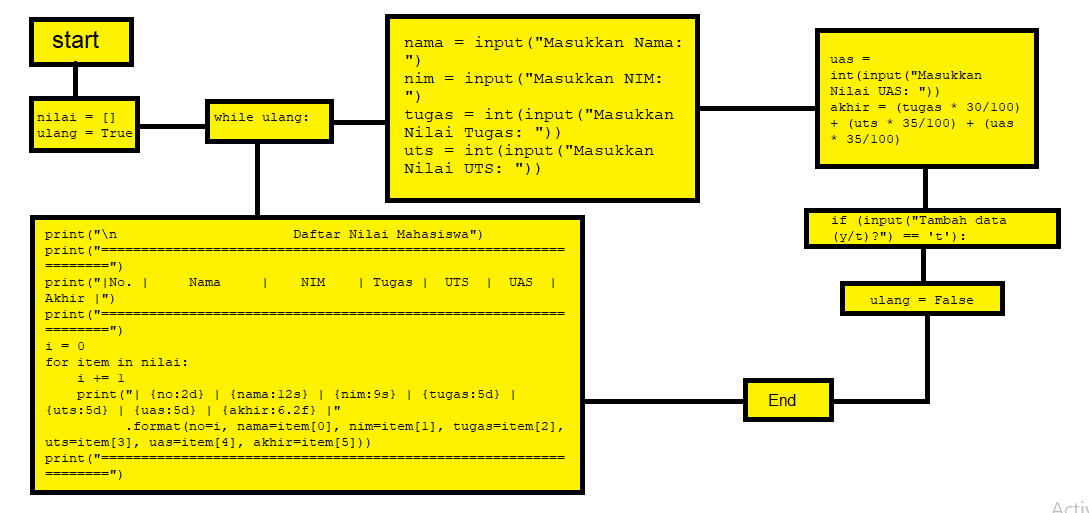 start
nilai = []
ulang = True
while ulang:
nama = input("Masukkan Nama:
")
nim = input("Masukkan NIM:
")
tugas = int(input("Masukkan
Nilai Tugas: "))
uts = int(input("Masukkan
Nilai UTS: "))
uas =
int(input("Masukkan
Nilai UAS: "))
akhir = (tugas * 30/100)
+ (uts * 35/100) + (uas
* 35/100)
if (input("Tambah data
(y/t)?") == 't'):
ulang = False
End
print("\n                      Daftar Nilai Mahasiswa")
print("==========================================================
========")
print("|No. |     Nama     |    NIM    | Tugas |  UTS  |  UAS  |
Akhir |")
print("==========================================================
========")
i = 0
for item in nilai:
    i += 1
    print("| {no:2d} | {nama:12s} | {nim:9s} | {tugas:5d} |
{uts:5d} | {uas:5d} | {akhir:6.2f} |"
          .format(no=i, nama=item[0], nim=item[1], tugas=item[2],
uts=item[3], uas=item[4], akhir=item[5]))
print("==========================================================
========")
Activ